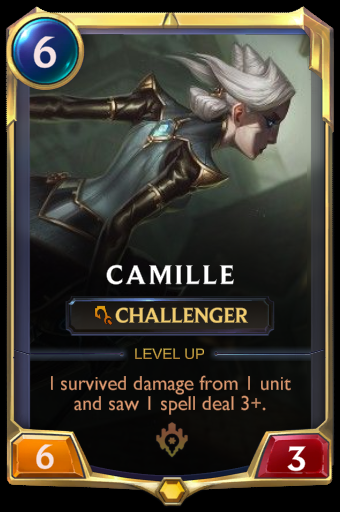 6
CAMILLE
CHALLENGER
LEVEL UP
I survived damage from 1 unit
and saw 1 spell deal 3+.
6
3